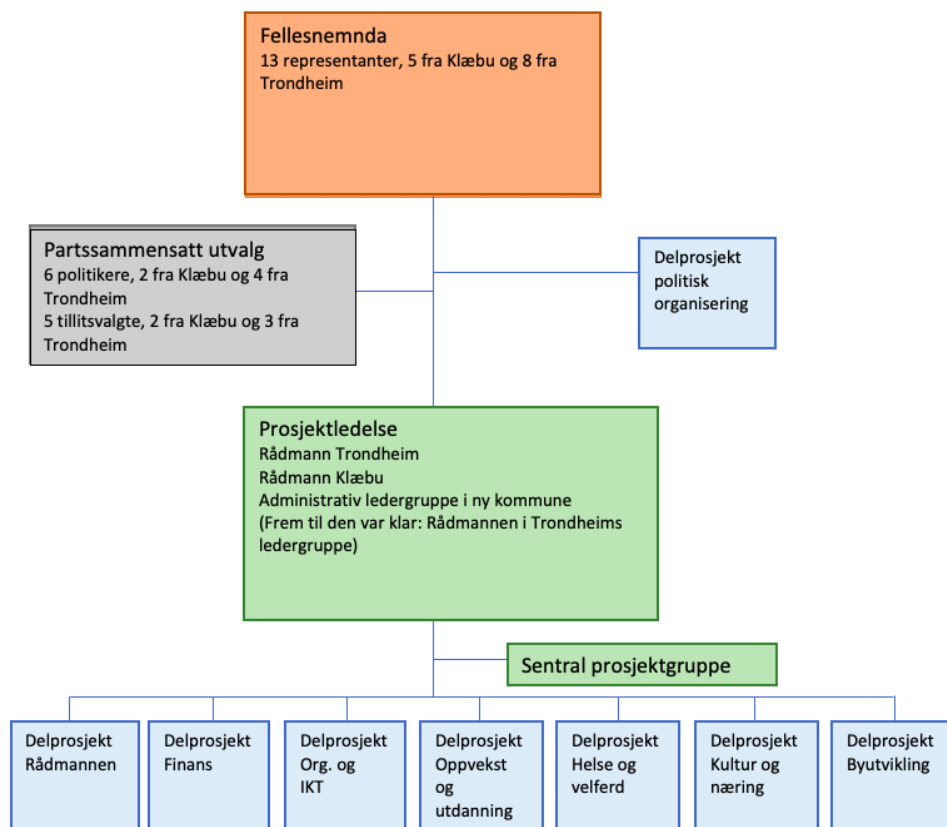 Fellesnemnda
13 representanter, 5 fra Klæbu og 8 fra
Trondheim
Partssammensatt utvalg
6 politikere, 2 fra Klæbu og 4 fra
Trondheim
5 tillitsvalgte, 2 fra Klæbu og 3 fra
Trondheim
Delprosjekt
politisk
organisering
Prosjektledelse
Rådmann Trondheim
Rådmann Klæbu
Administrativ ledergruppe i ny kommune
(Frem til den var klar: Rådmannen i Trondheims
ledergruppe)
Sentral prosjektgruppe
Delprosjekt
Rådmannen
Delprosjekt
Finans
Delprosjekt
Org. og
IKT
Delprosjekt
Oppvekst
og
utdanning
Delprosjekt
Helse og
velferd
Delprosjekt
Kultur og
næring
Delprosjekt
Byutvikling